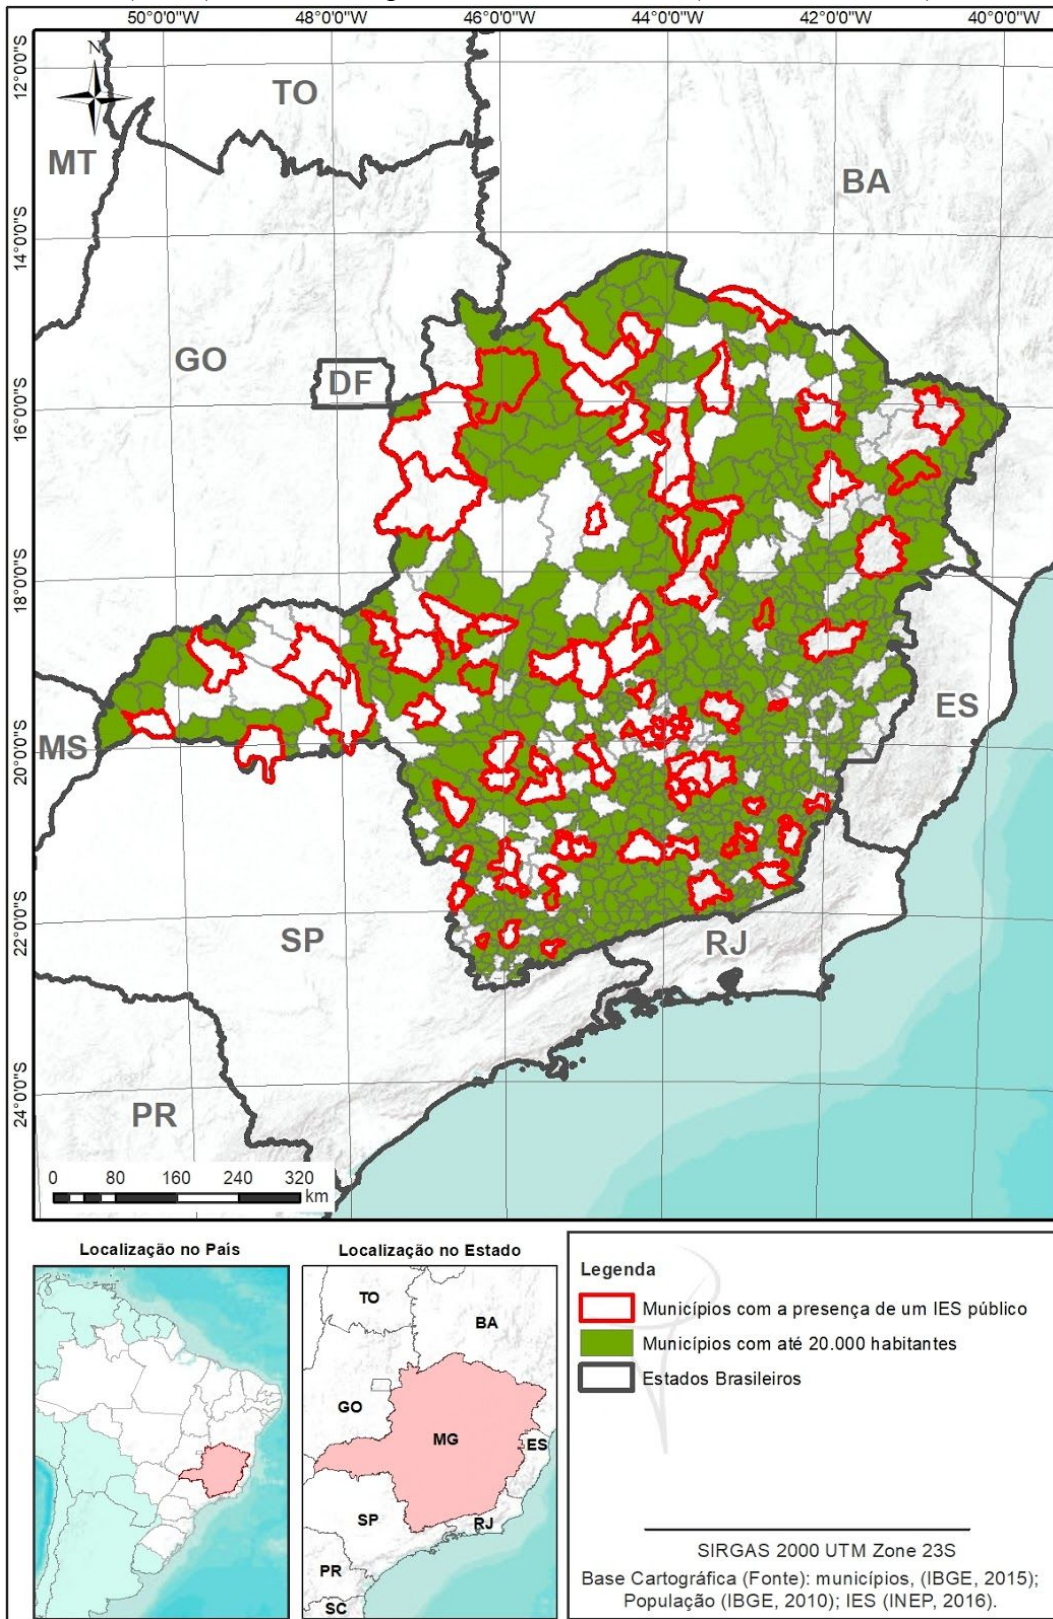 50°0'0"W 48°0'0"W 46°0'0"W 44°0'0"W 42°0'0"W 40°0'0"W
N
12°0'0"S
14°0'0"S
16°0'0"S
18°0'0"S
20°0'0"S
22°0'0"S
24°0'0"S
TO
MT
BA
GO
DF
ES
MS
SP
RJ
PR
0 80 160 240 320
km
Localização no País
Localização no Estado
TO
BA
GO
MG
ES
SP
RJ
PR
SC
Legenda
Municípios com a presença de um IES público
Municípios com até 20.000 habitantes
Estados Brasileiros
SIRGAS 2000 UTM Zone 23S
Base Cartográfica (Fonte): municípios, (IBGE, 2015);
População (IBGE, 2010); IES (INEP, 2016).